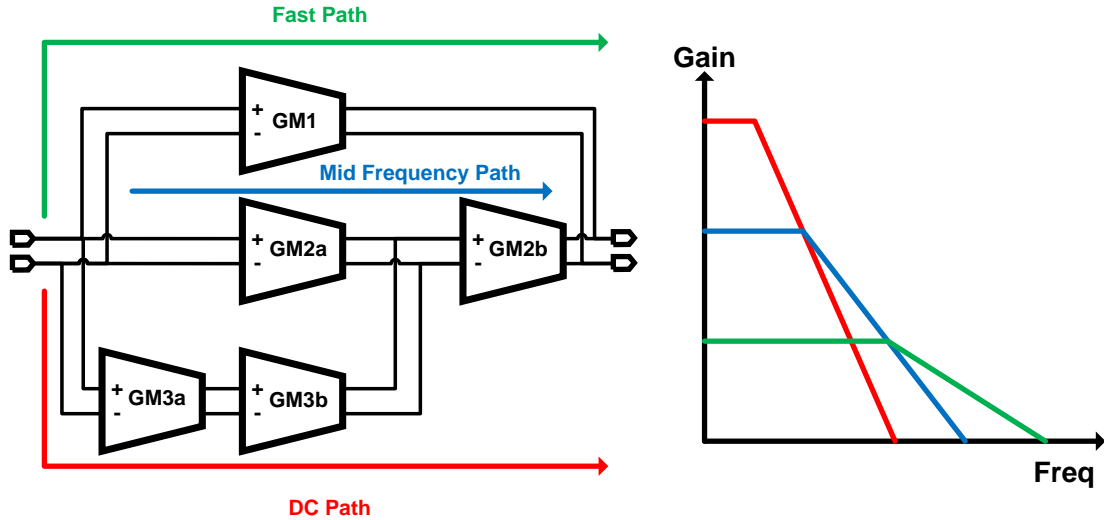 Fast Path
+
-
GM1
Mid Frequency Path
+
-
GM2a
+
-
GM2b
+
-
GM3a
+
-
GM3b
DC Path
Gain
Freq